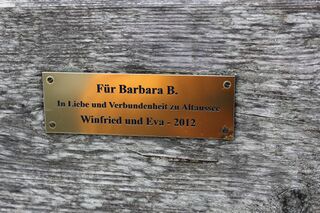 Für Barbara B.
In Liebe und Verbundenheit zu Altaussee
Winfried und Eva - 2012